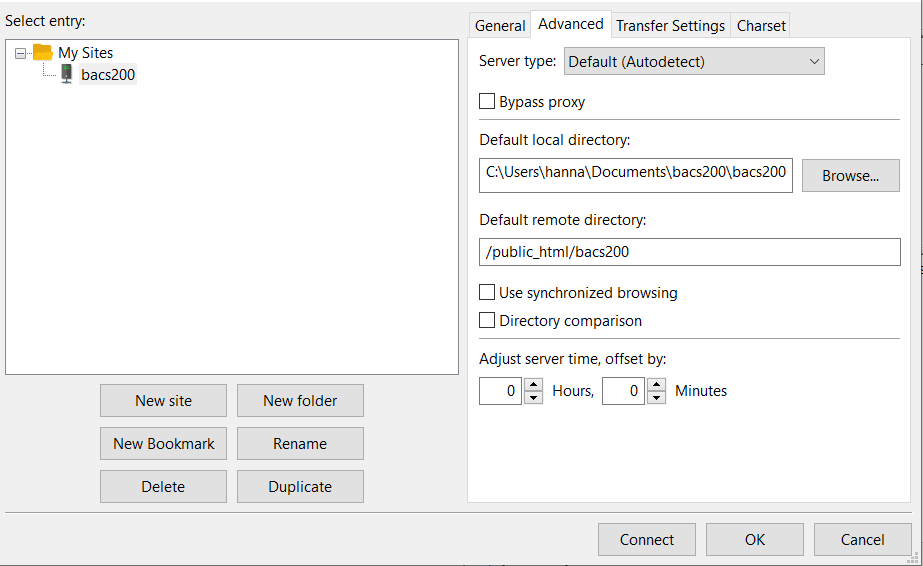 Select entry:
My Sites
bacs200
New site
New folder
New Bookmark
Rename
Delete
Duplicate
General
Advanced
Transfer Settings
Charset
Server type:
Default (Autodetect)
Bypass proxy
Default local directory:
C:\Users\hanna\Documents\bacs200\bacs200
Browse...
Default remote directory:
/public_html/bacs200
Use synchronized browsing
Directory comparison
Adjust server time, offset by:
0 Hours, 0 Minutes
Connect
OK
Cancel